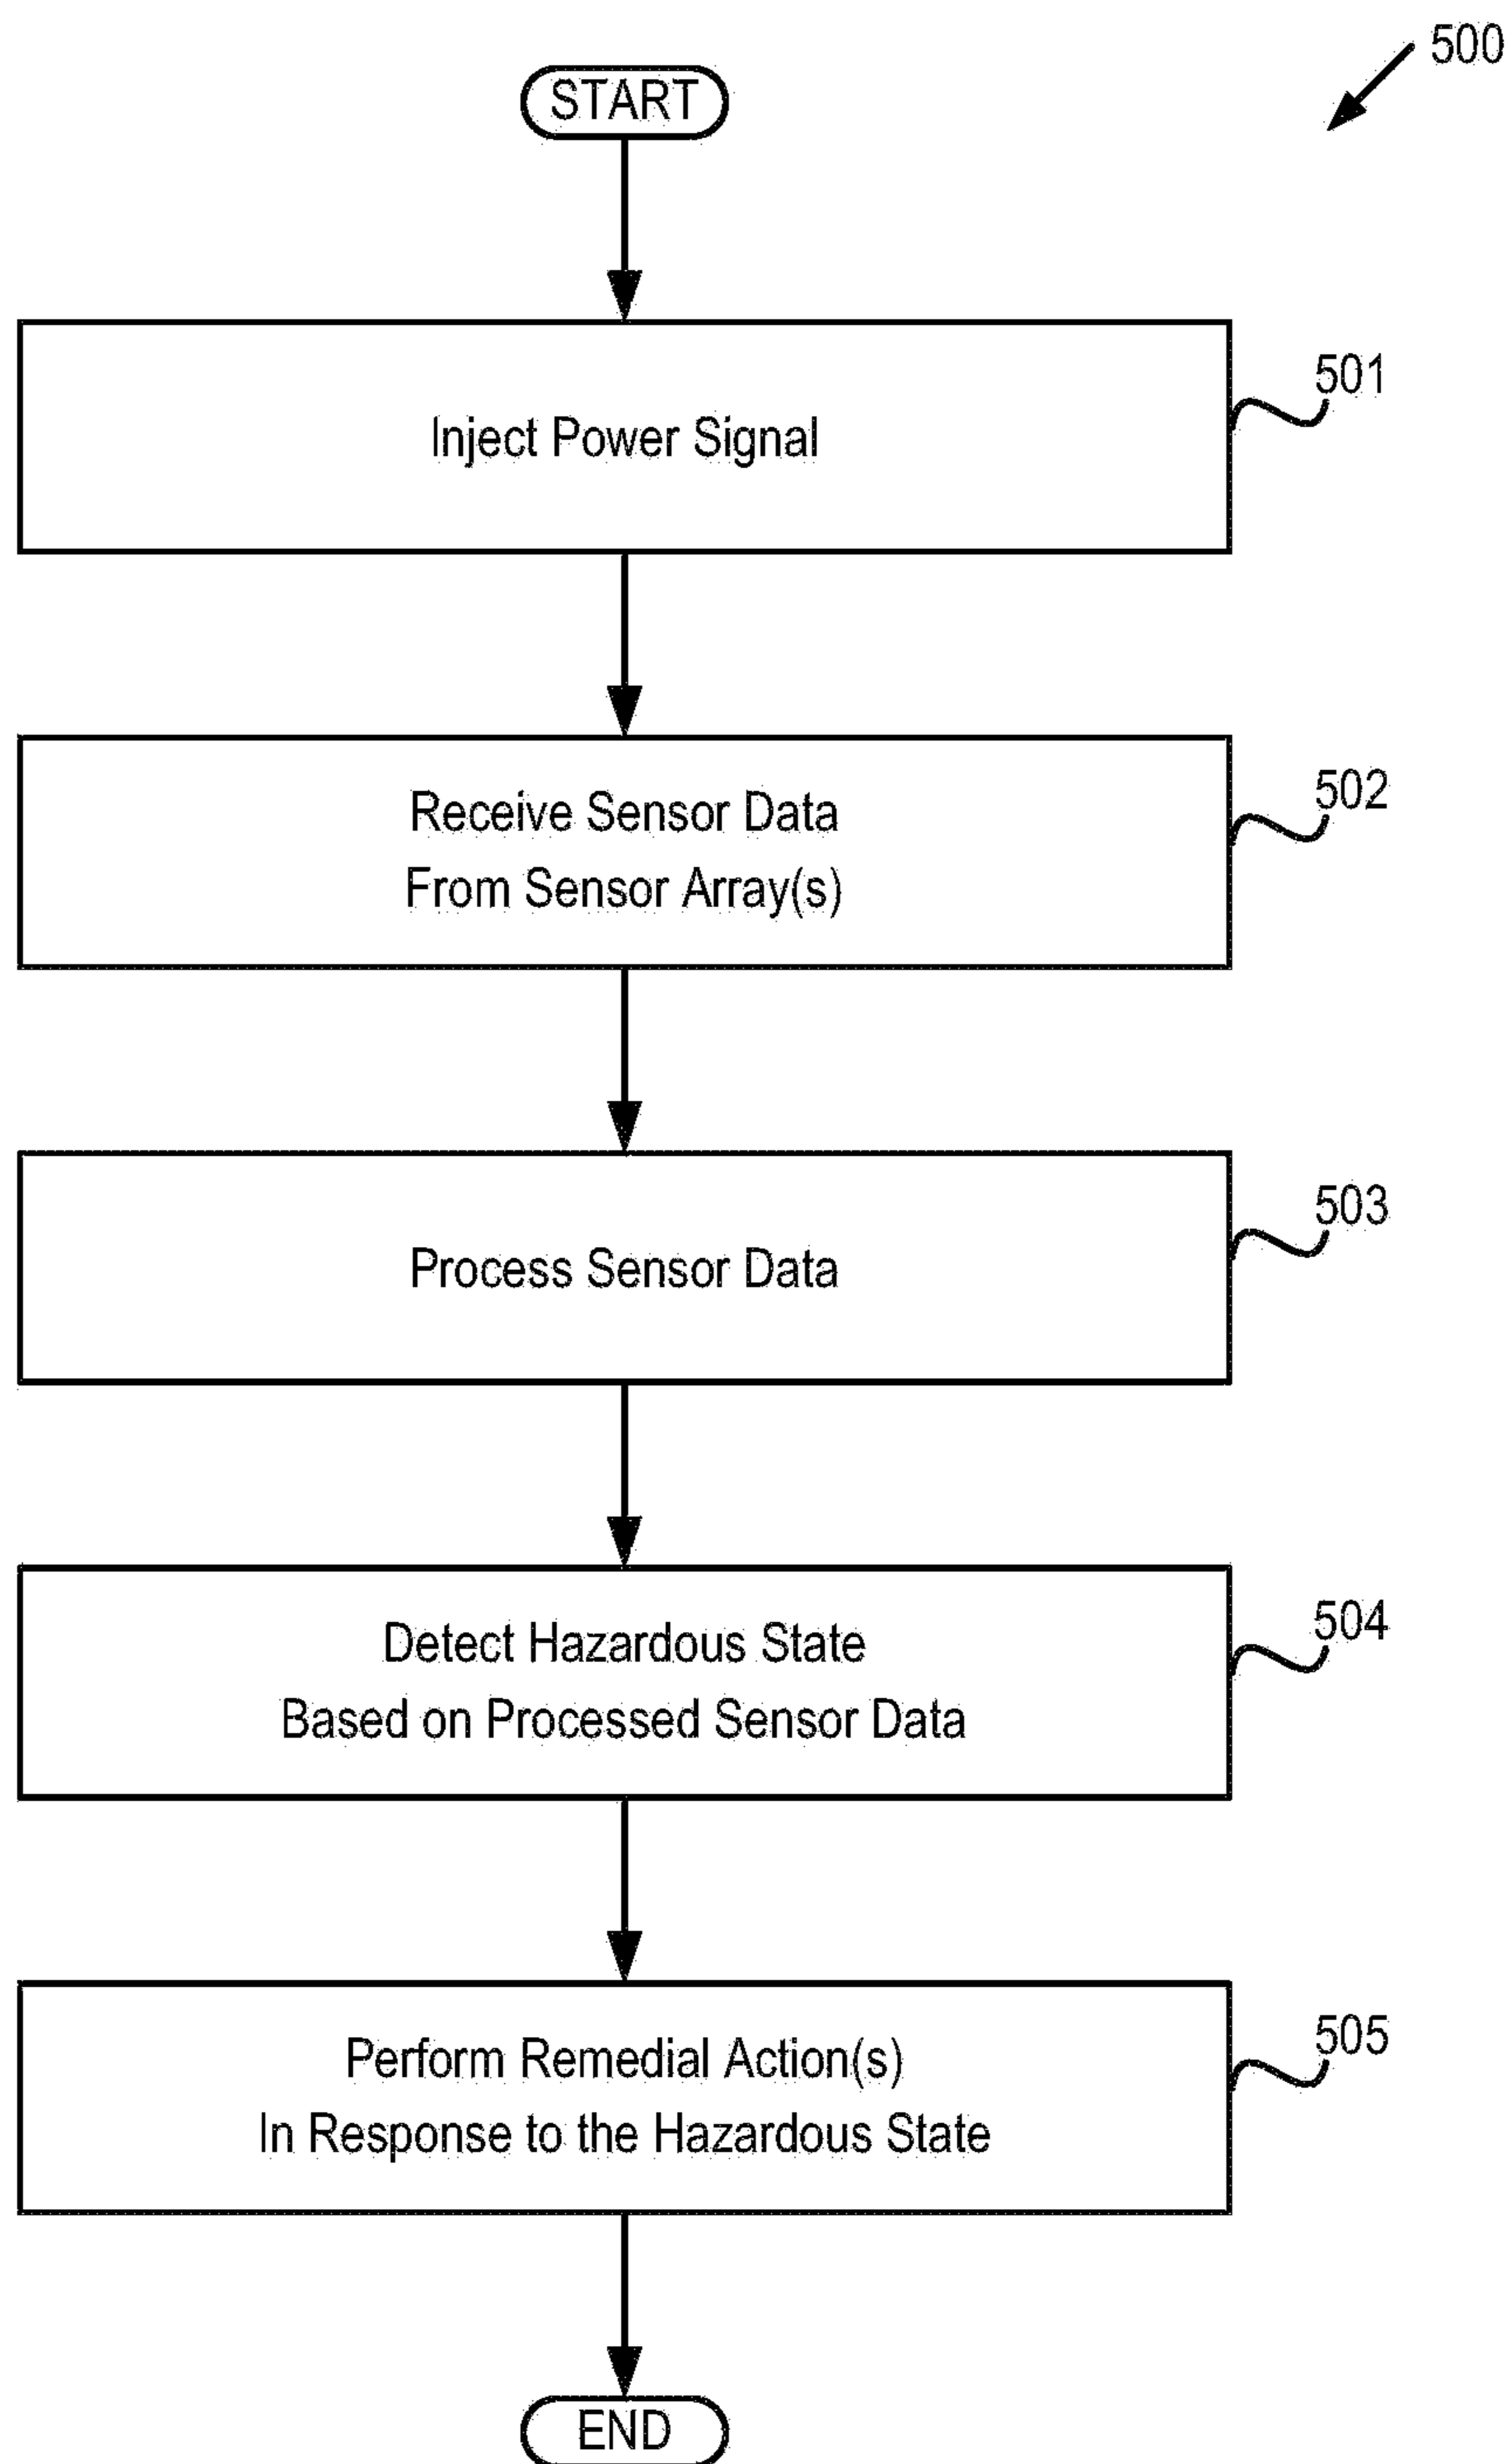 500
START
Inject Power Signal
501
Receive Sensor Data
From Sensor Array(s)
502
Process Sensor Data
503
Detect Hazardous State
Based on Processed Sensor Data
504
Perform Remedial Action(s)
In Response to the Hazardous State
505
END